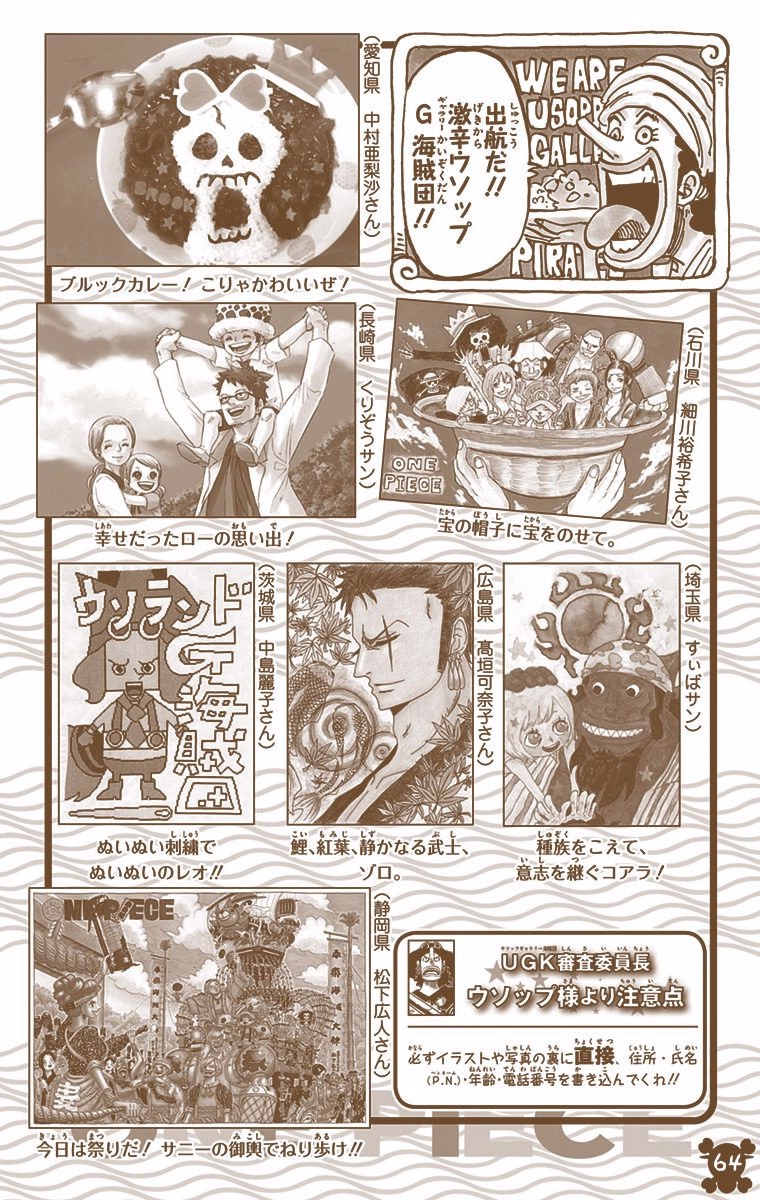 WE ARE
USOPP
GALL
PIRATE
出航だ!!
激辛ウソップ
G海賊団!!
(愛知県 中村亜梨沙さん)
BROOK
ブルックカレー! こりゃかわいいぜ!
(石川県 細川裕希子さん)
ONE
PIECE
宝の帽子に宝をのせて。
(長崎県 くりぞうサン)
幸せだったローの思い出!
(埼玉県 すぃばサン)
種族をこえて、
意志を継ぐコアラ!
(広島県 髙垣可奈子さん)
鯉、紅葉、静かなる武士、
ゾロ。
(茨城県 中島麗子さん)
ウソランド
G海賊団
ぬいぬい刺繍で
ぬいぬいのレオ!!
(静岡県 松下広人さん)
ONE PIECE
今日は祭りだ! サニーの御輿でねり歩け!!
UGK審査委員長
ウソップ様より注意点
必ずイラストや写真の裏に直接、住所・氏名
(P.N.)・年齢・電話番号を書き込んでくれ!!
PIECE
64